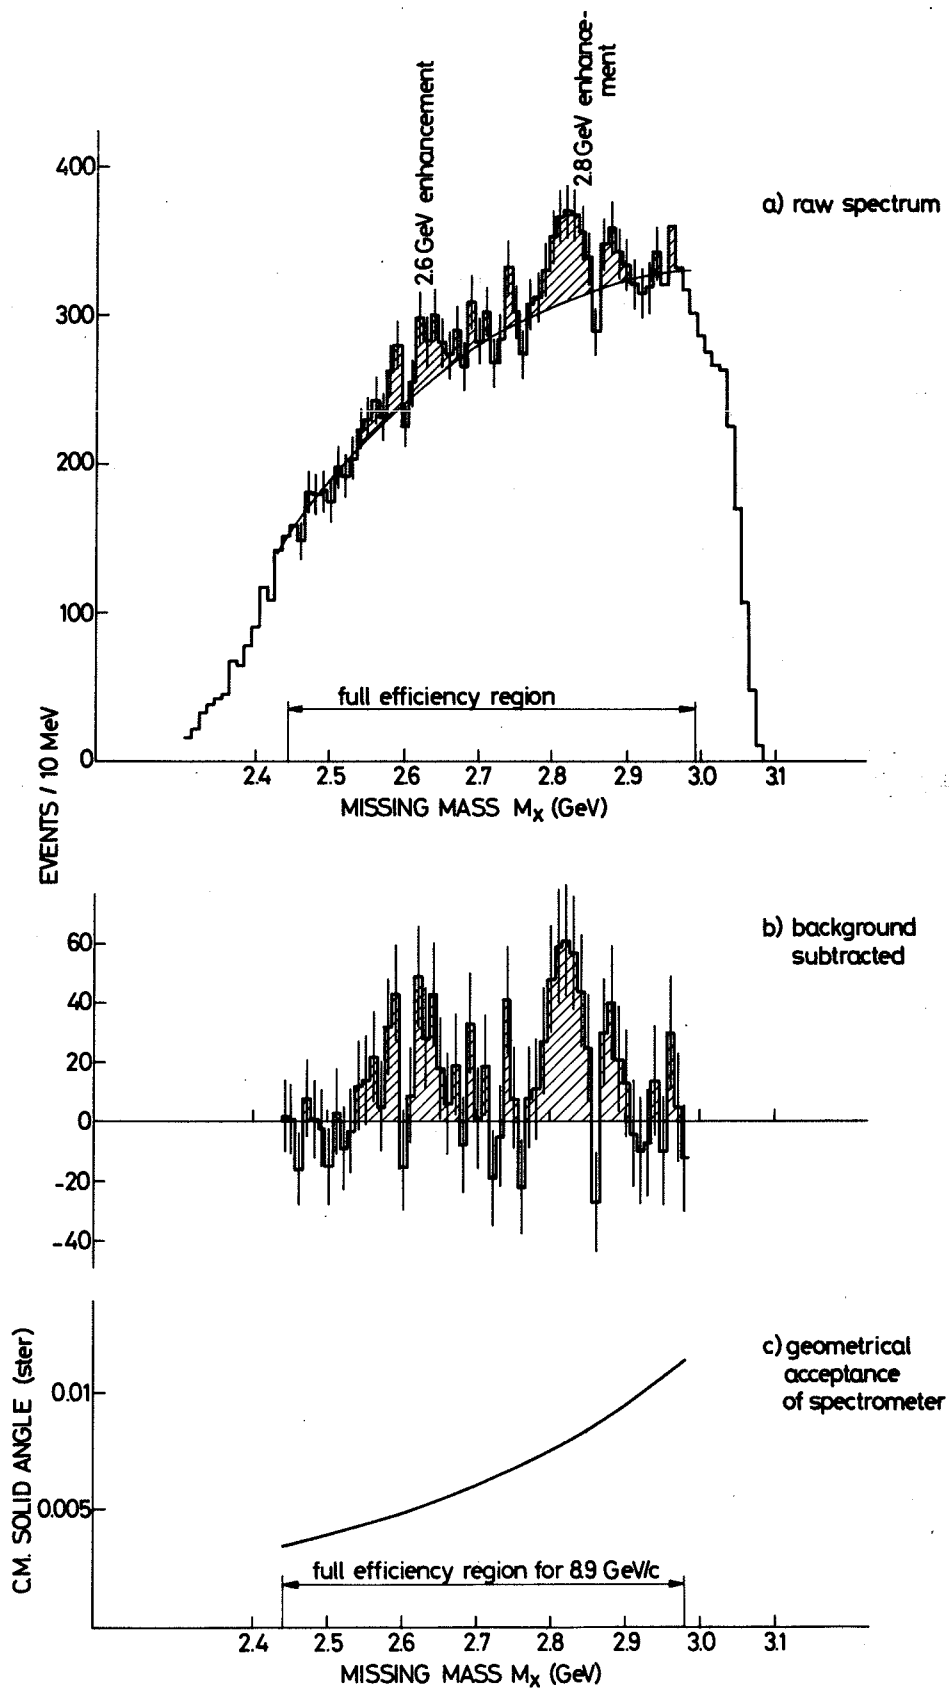 2.6 GeV enhancement
2.8 GeV enhance-
ment
a) raw spectrum
400
300
200
100
0
full efficiency region
2.4 2.5 2.6 2.7 2.8 2.9 3.0 3.1
MISSING MASS Mx (GeV)
EVENTS / 10 MeV
b) background
subtracted
60
40
20
0
-20
-40
c) geometrical
acceptance
of spectrometer
C.M. SOLID ANGLE (ster)
0.01
0.005
full efficiency region for 8.9 GeV/c
2.4 2.5 2.6 2.7 2.8 2.9 3.0 3.1
MISSING MASS Mx (GeV)